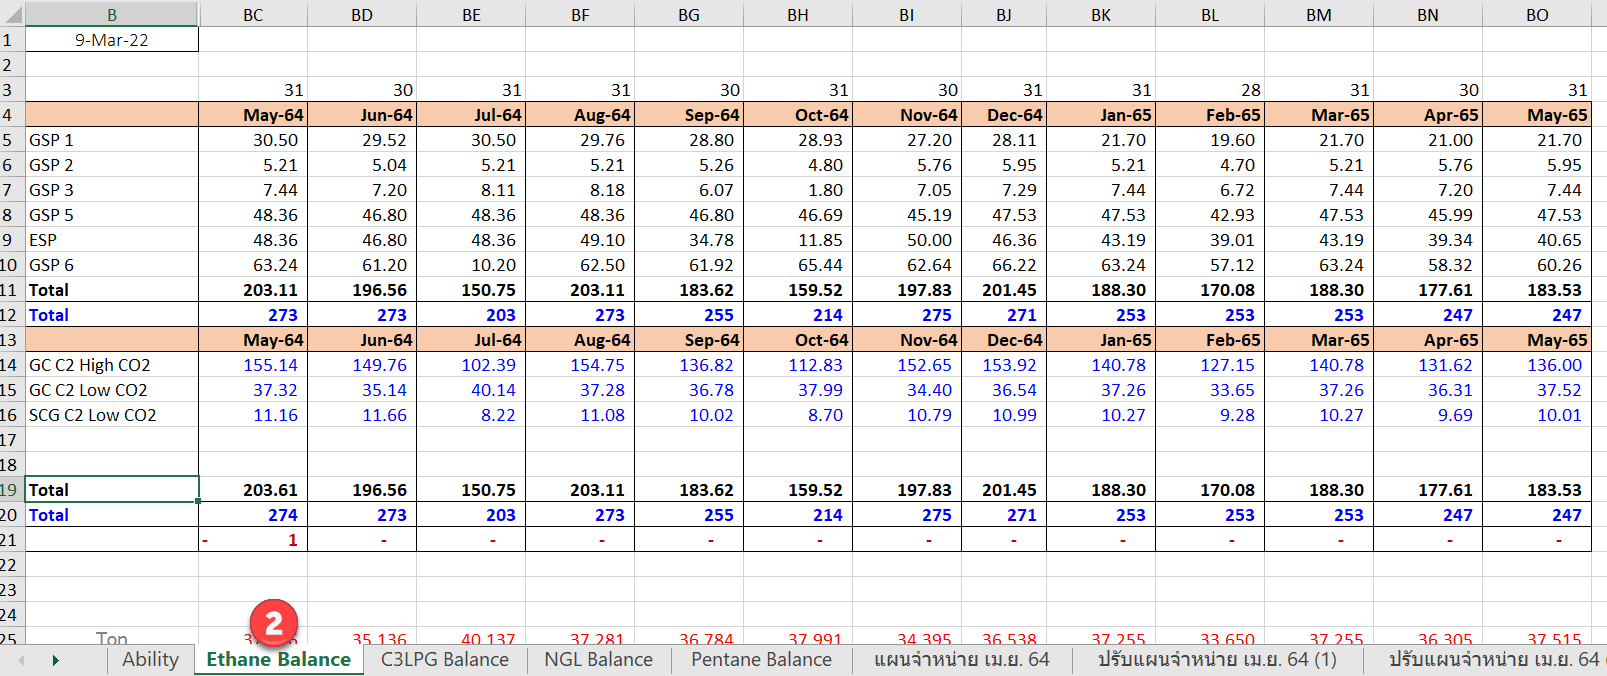 B BC BD BE BF BG BH BI BJ BK BL BM BN BO
1 9-Mar-22
2
3 31 30 31 31 30 31 30 31 31 28 31 30 31
4 May-64 Jun-64 Jul-64 Aug-64 Sep-64 Oct-64 Nov-64 Dec-64 Jan-65 Feb-65 Mar-65 Apr-65 May-65
5 GSP 1 30.50 29.52 30.50 29.76 28.80 28.93 27.20 28.11 21.70 19.60 21.70 21.00 21.70
6 GSP 2 5.21 5.04 5.21 5.21 5.26 4.80 5.76 5.95 5.21 4.70 5.21 5.76 5.95
7 GSP 3 7.44 7.20 8.11 8.18 6.07 1.80 7.05 7.29 7.44 6.72 7.44 7.20 7.44
8 GSP 5 48.36 46.80 48.36 48.36 46.80 46.69 45.19 47.53 47.53 42.93 47.53 45.99 47.53
9 ESP 48.36 46.80 48.36 49.10 34.78 11.85 50.00 46.36 43.19 39.01 43.19 39.34 40.65
10 GSP 6 63.24 61.20 10.20 62.50 61.92 65.44 62.64 66.22 63.24 57.12 63.24 58.32 60.26
11 Total 203.11 196.56 150.75 203.11 183.62 159.52 197.83 201.45 188.30 170.08 188.30 177.61 183.53
12 Total 273 273 203 273 255 214 275 271 253 253 253 247 247
13 May-64 Jun-64 Jul-64 Aug-64 Sep-64 Oct-64 Nov-64 Dec-64 Jan-65 Feb-65 Mar-65 Apr-65 May-65
14 GC C2 High CO2 155.14 149.76 102.39 154.75 136.82 112.83 152.65 153.92 140.78 127.15 140.78 131.62 136.00
15 GC C2 Low CO2 37.32 35.14 40.14 37.28 36.78 37.99 34.40 36.54 37.26 33.65 37.26 36.31 37.52
16 SCG C2 Low CO2 11.16 11.66 8.22 11.08 10.02 8.70 10.79 10.99 10.27 9.28 10.27 9.69 10.01
17
18
19 Total 203.61 196.56 150.75 203.11 183.62 159.52 197.83 201.45 188.30 170.08 188.30 177.61 183.53
20 Total 274 273 203 273 255 214 275 271 253 253 253 247 247
21 - 1 - - - - - - - - - - - -
22
23
24
25 Ton 35,136 40,137 37,281 36,784 37,991 34,395 36,538 37,255 33,650 37,255 36,305 37,515
2
Ability Ethane Balance C3LPG Balance NGL Balance Pentane Balance แผนจำหน่าย เม.ย. 64 ปรับแผนจำหน่าย เม.ย. 64 (1) ปรับแผนจำหน่าย เม.ย. 64